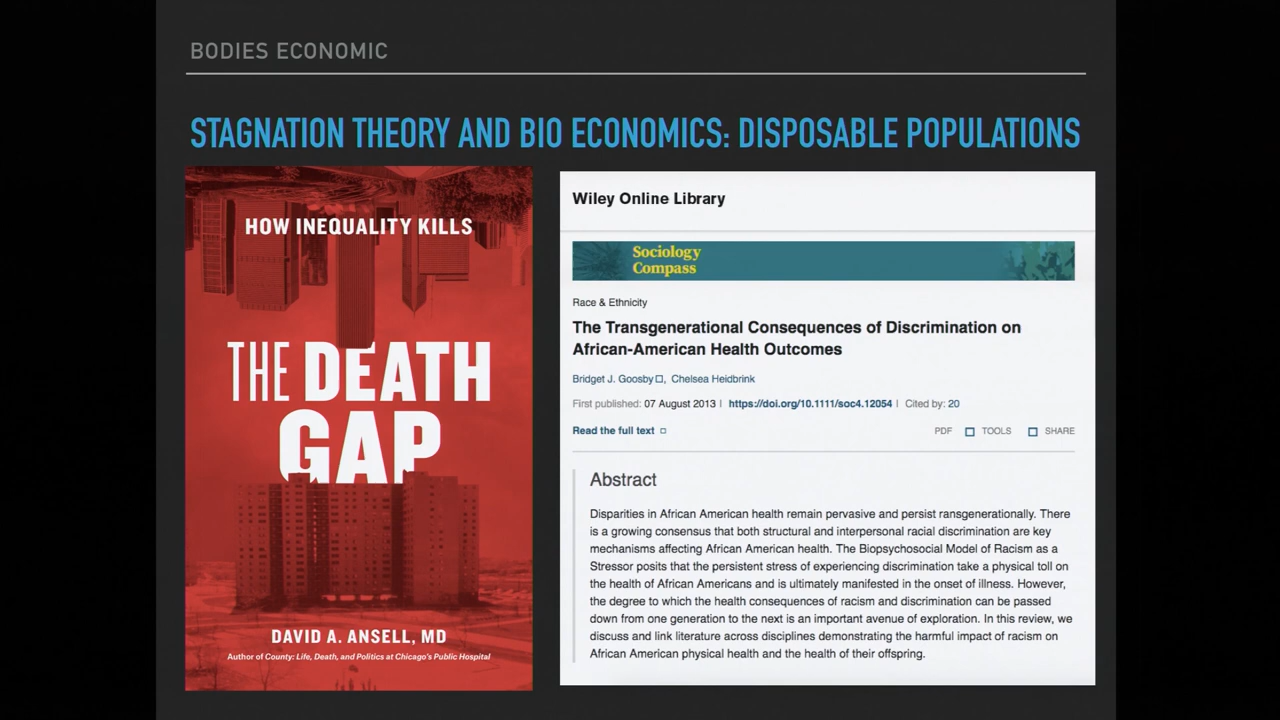 BODIES ECONOMIC
STAGNATION THEORY AND BIO ECONOMICS: DISPOSABLE POPULATIONS
HOW INEQUALITY KILLS
THE DEATH
GAP
DAVID A. ANSELL, MD
Author of County: Life, Death, and Politics at Chicago's Public Hospital
Wiley Online Library
Sociology
Compass
Race & Ethnicity
The Transgenerational Consequences of Discrimination on
African-American Health Outcomes
Bridget J. Goosby, Chelsea Heidbrink
First published: 07 August 2013 | https://doi.org/10.1111/soc4.12054 | Cited by: 20
Read the full text
PDF TOOLS SHARE
Abstract
Disparities in African American health remain pervasive and persist ransgenerationally. There
is a growing consensus that both structural and interpersonal racial discrimination are key
mechanisms affecting African American health. The Biopsychosocial Model of Racism as a
Stressor posits that the persistent stress of experiencing discrimination take a physical toll on
the health of African Americans and is ultimately manifested in the onset of illness. However,
the degree to which the health consequences of racism and discrimination can be passed
down from one generation to the next is an important avenue of exploration. In this review, we
discuss and link literature across disciplines demonstrating the harmful impact of racism on
African American physical health and the health of their offspring.